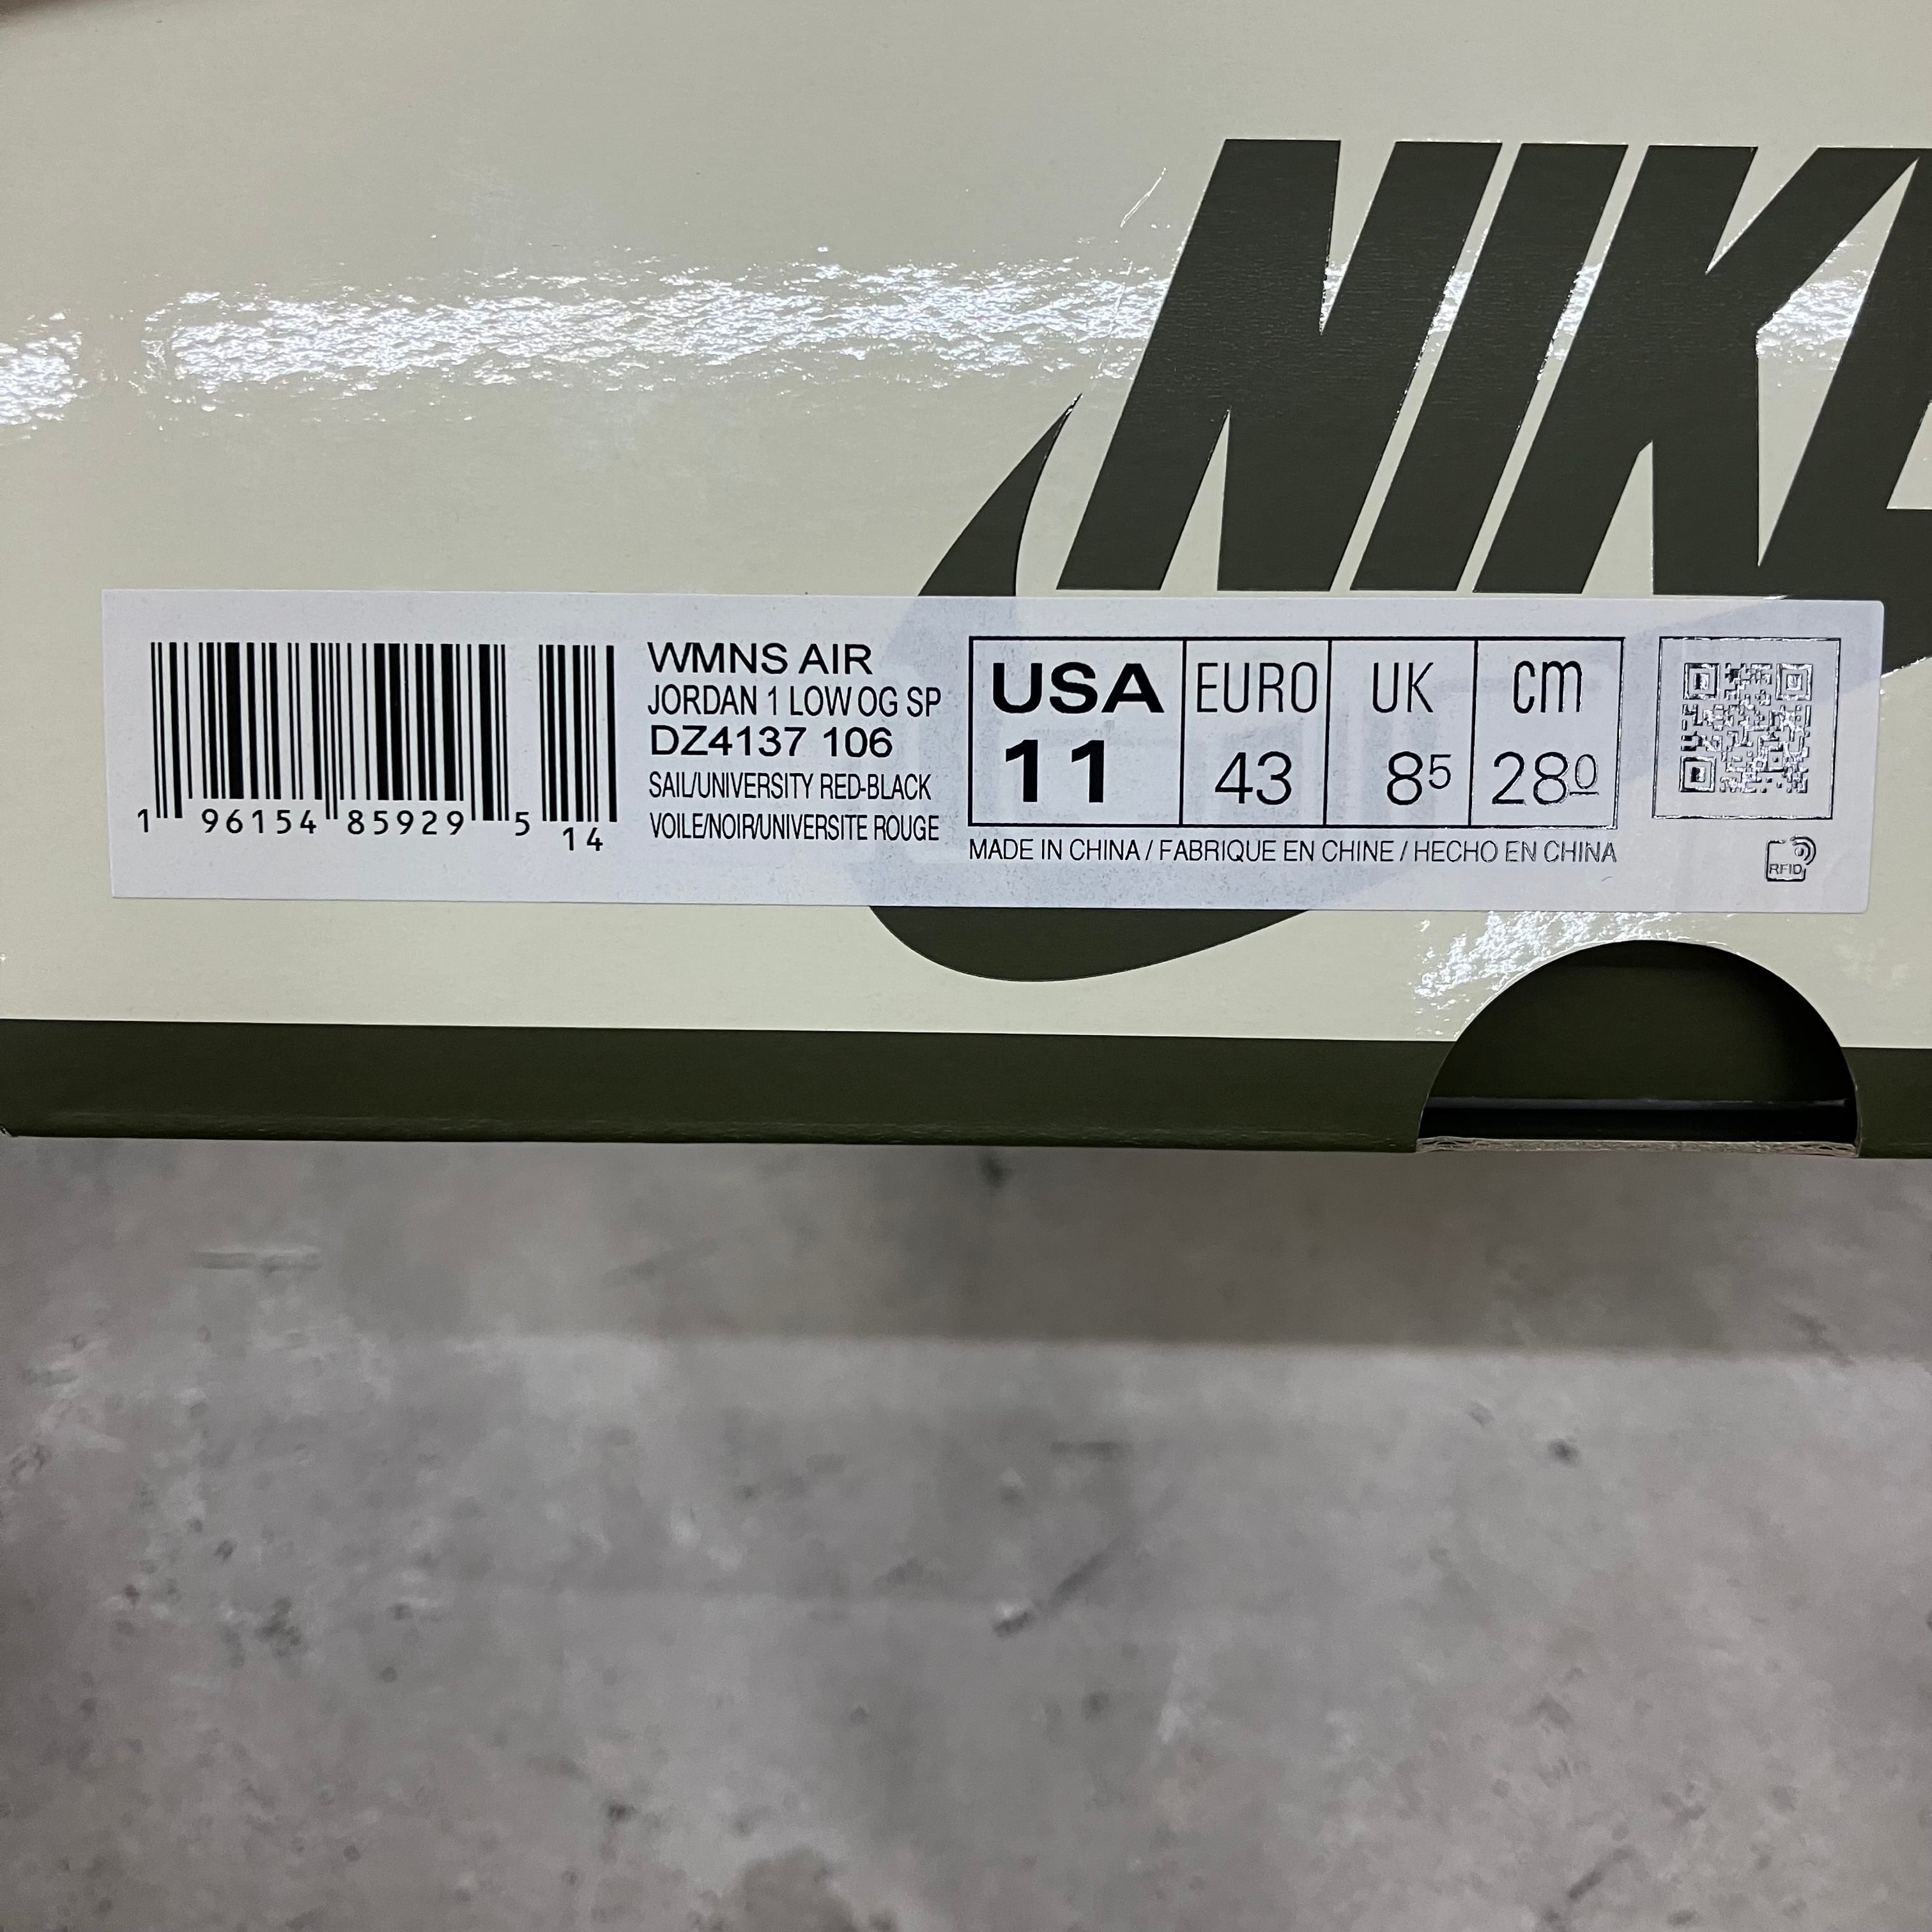 NIKE
WMNS AIR
JORDAN 1 LOW OG SP
DZ4137 106
SAIL/UNIVERSITY RED-BLACK
VOILE/NOIR/UNIVERSITE ROUGE
1 96154 85929 5 14
USA EURO UK cm
11 43 85 280
MADE IN CHINA / FABRIQUE EN CHINE / HECHO EN CHINA
RFID